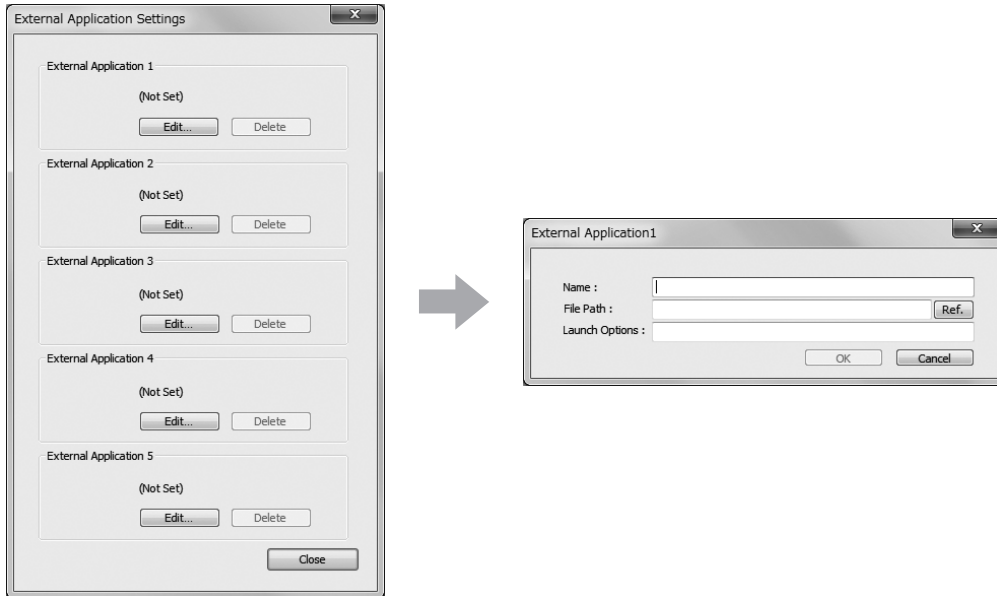 External Application Settings
External Application 1
(Not Set)
Edit... Delete
External Application 2
(Not Set)
Edit... Delete
External Application 3
(Not Set)
Edit... Delete
External Application 4
(Not Set)
Edit... Delete
External Application 5
(Not Set)
Edit... Delete
Close
External Application1
Name :
File Path :
Ref.
Launch Options :
OK Cancel